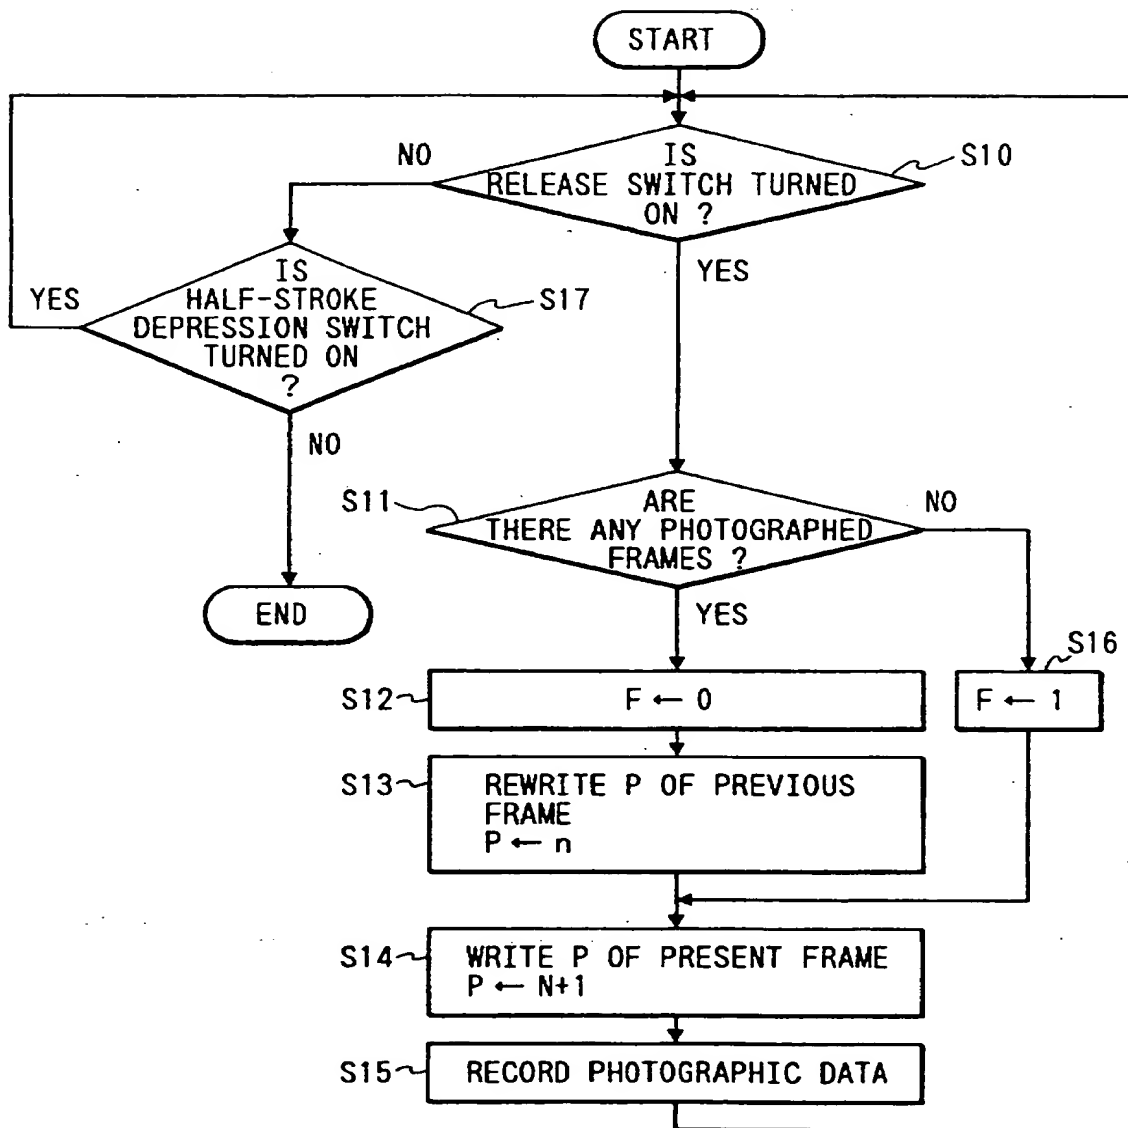 START
NO
IS
RELEASE SWITCH TURNED
ON ?
S10
YES
YES
IS
HALF-STROKE
DEPRESSION SWITCH
TURNED ON
?
S17
NO
END
S11
ARE
THERE ANY PHOTOGRAPHED
FRAMES ?
NO
YES
S16
S12
F ← 0
F ← 1
S13
REWRITE P OF PREVIOUS
FRAME
P ← n
S14
WRITE P OF PRESENT FRAME
P ← N+1
S15
RECORD PHOTOGRAPHIC DATA